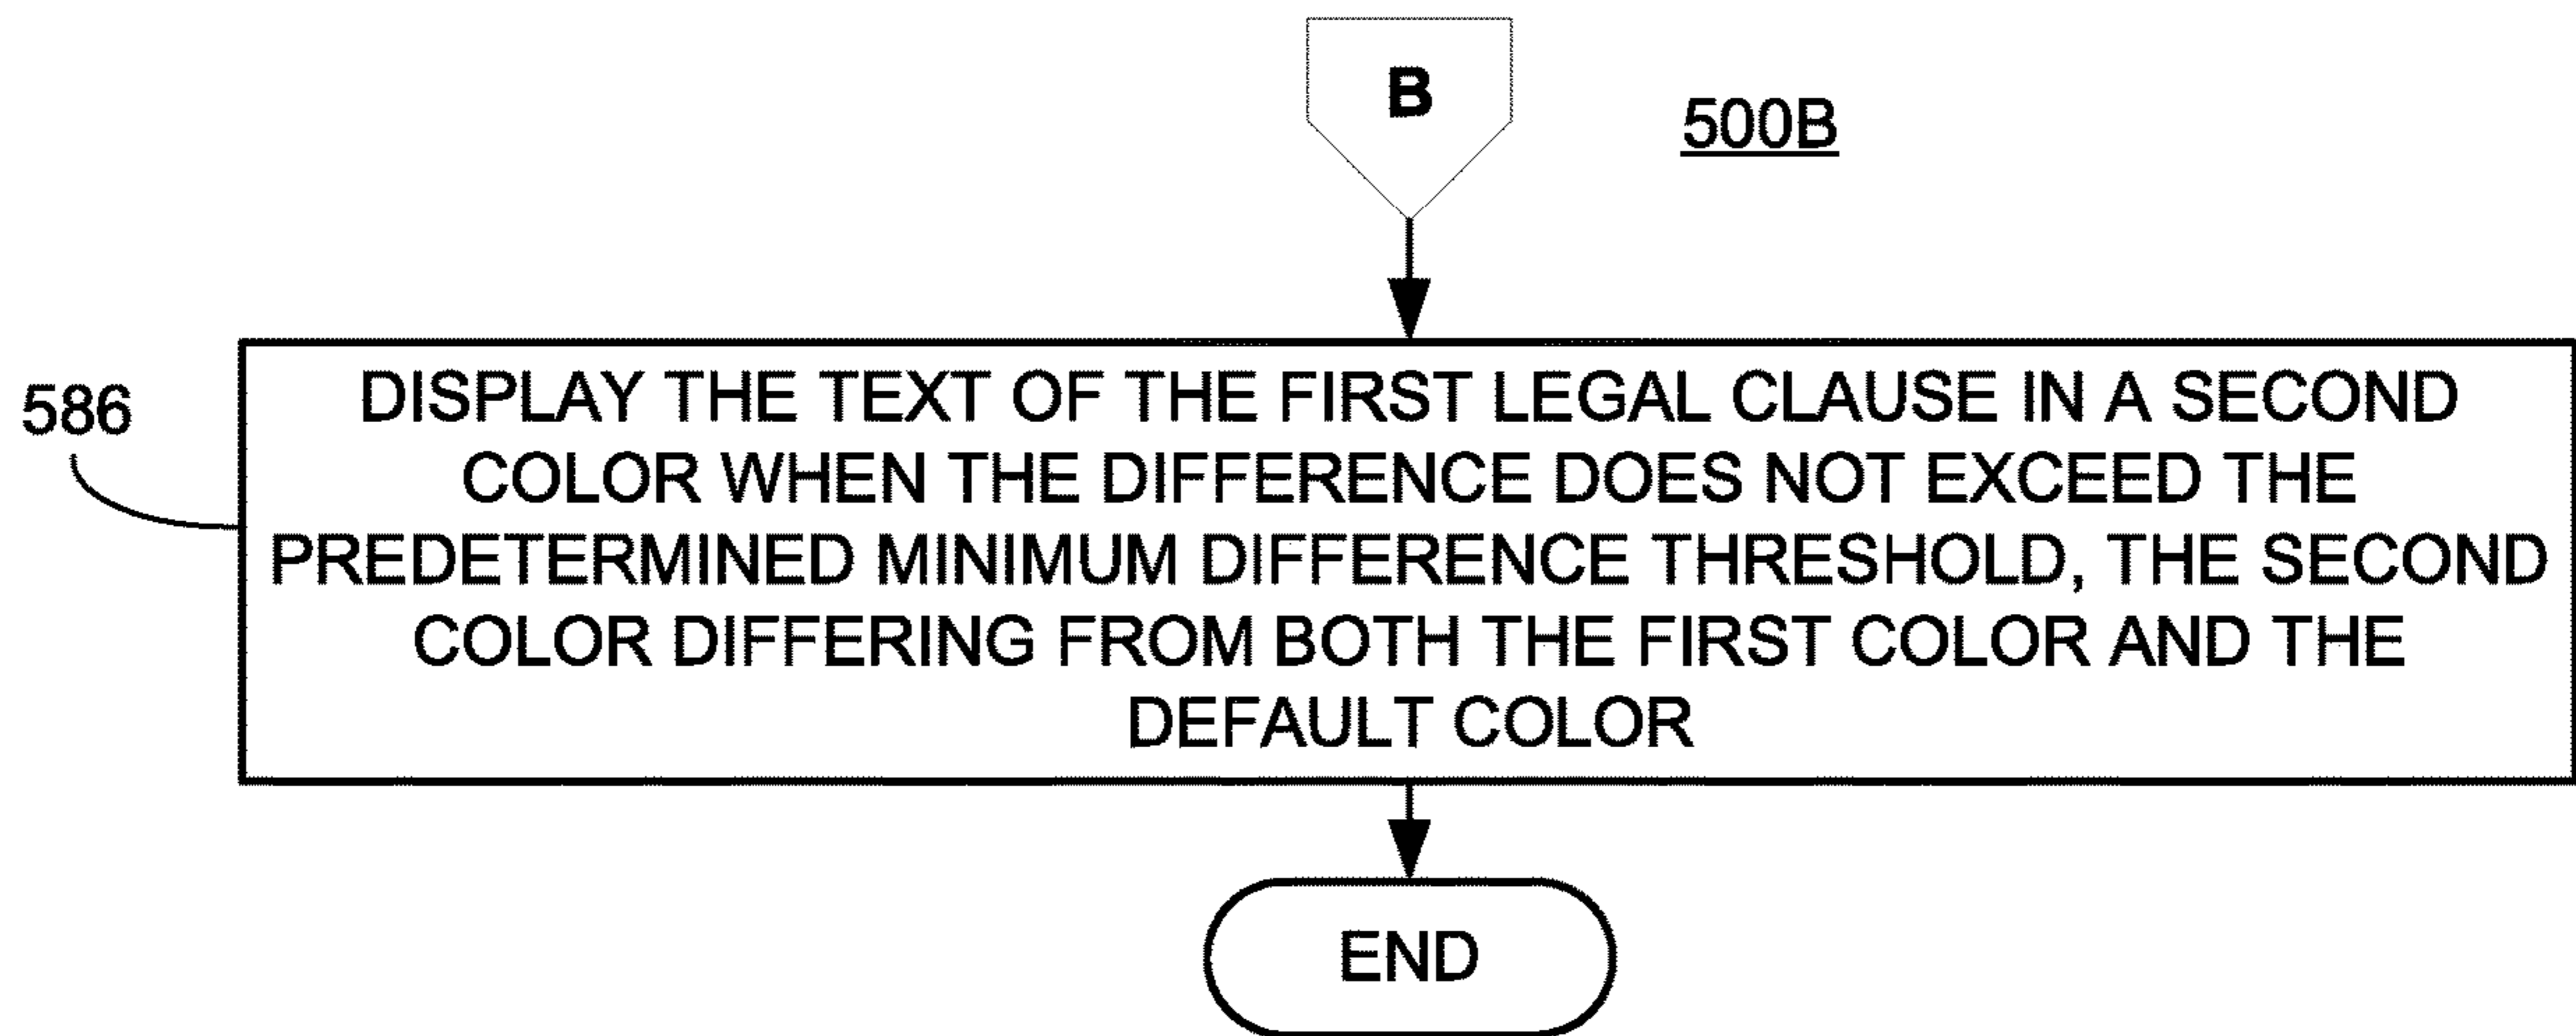 B
500B
586
DISPLAY THE TEXT OF THE FIRST LEGAL CLAUSE IN A SECOND
COLOR WHEN THE DIFFERENCE DOES NOT EXCEED THE
PREDETERMINED MINIMUM DIFFERENCE THRESHOLD, THE SECOND
COLOR DIFFERING FROM BOTH THE FIRST COLOR AND THE
DEFAULT COLOR
END